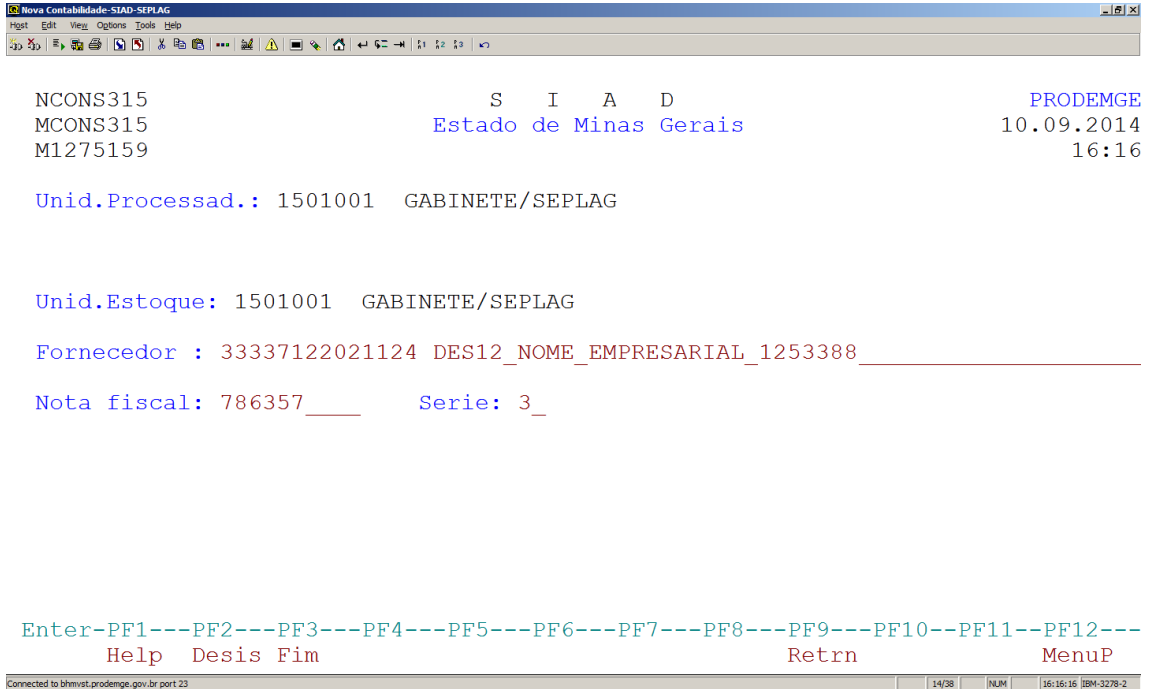 Nova Contabilidade-SIAD-SEPLAG
Host Edit View Options Tools Help
NCONS315 S I A D PRODEMGE
MCONS315 Estado de Minas Gerais 10.09.2014
M1275159 16:16
Unid.Processad.: 1501001 GABINETE/SEPLAG
Unid.Estoque: 1501001 GABINETE/SEPLAG
Fornecedor : 33337122021124 DES12_NOME_EMPRESARIAL_1253388______________________
Nota fiscal: 786357____ Serie: 3_
Enter-PF1---PF2---PF3---PF4---PF5---PF6---PF7---PF8---PF9---PF10--PF11--PF12---
Help Desis Fim Retrn MenuP
Connected to bhmvst.prodemge.gov.br port 23 14/38 NUM 16:16:16 IBM-3278-2